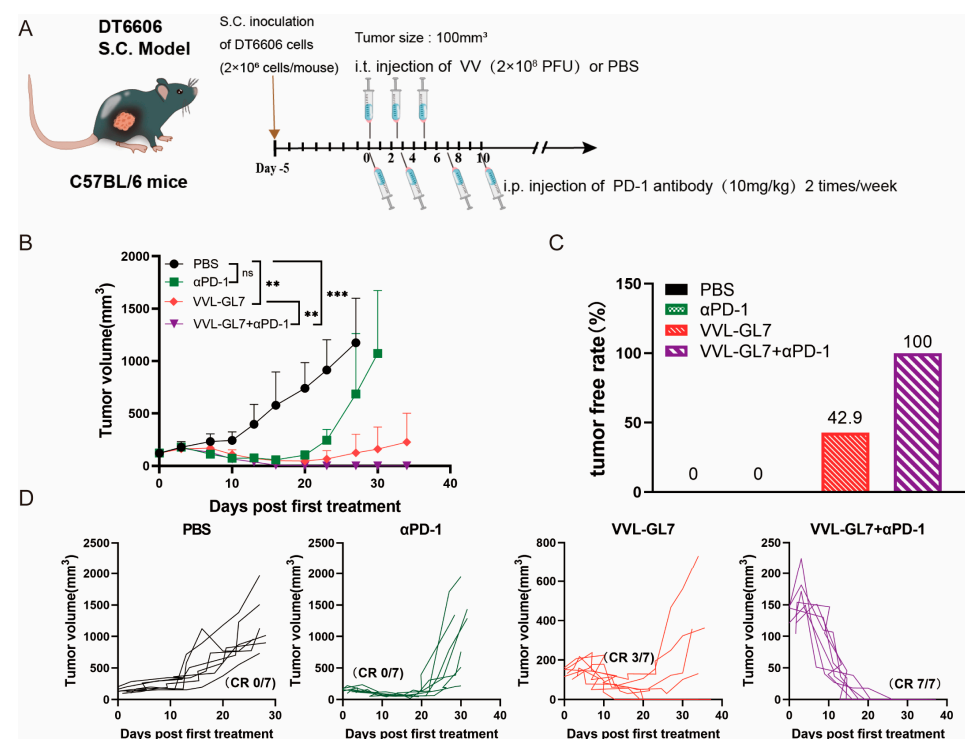 A
DT6606
S.C. Model
C57BL/6 mice
S.C. inoculation
of DT6606 cells
(2×10⁶ cells/mouse)
Tumor size : 100mm³
i.t. injection of VV（2×10⁸ PFU）or PBS
Day -5
0 2 4 6 8 10
i.p. injection of PD-1 antibody（10mg/kg）2 times/week
B
Tumor volume(mm³)
2000
1500
1000
500
0
0 10 20 30 40
Days post first treatment
PBS
αPD-1
VVL-GL7
VVL-GL7+αPD-1
ns
**
**
***
C
tumor free rate(%)
150
100
50
0
PBS
αPD-1
VVL-GL7
VVL-GL7+αPD-1
0
0
42.9
100
D
PBS
Tumor volume(mm³)
2500
2000
1500
1000
500
0
(CR 0/7)
0 10 20 30
Days post first treatment
αPD-1
Tumor volume(mm³)
2500
2000
1500
1000
500
0
(CR 0/7)
0 10 20 30 40
Days post first treatment
VVL-GL7
Tumor volume(mm³)
800
600
400
200
0
(CR 3/7)
0 10 20 30 40
Days post first treatment
VVL-GL7+αPD-1
Tumor volume(mm³)
250
200
150
100
50
0
(CR 7/7)
0 10 20 30 40
Days post first treatment